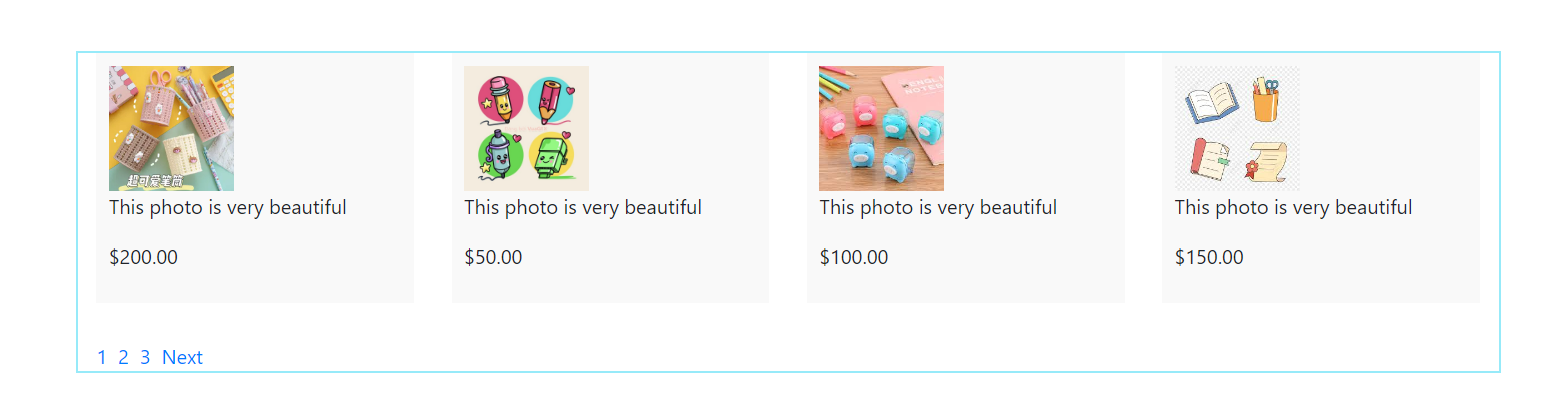 超可爱笔筒
This photo is very beautiful
This photo is very beautiful
This photo is very beautiful
This photo is very beautiful
$200.00
$50.00
$100.00
$150.00
1 2 3 Next